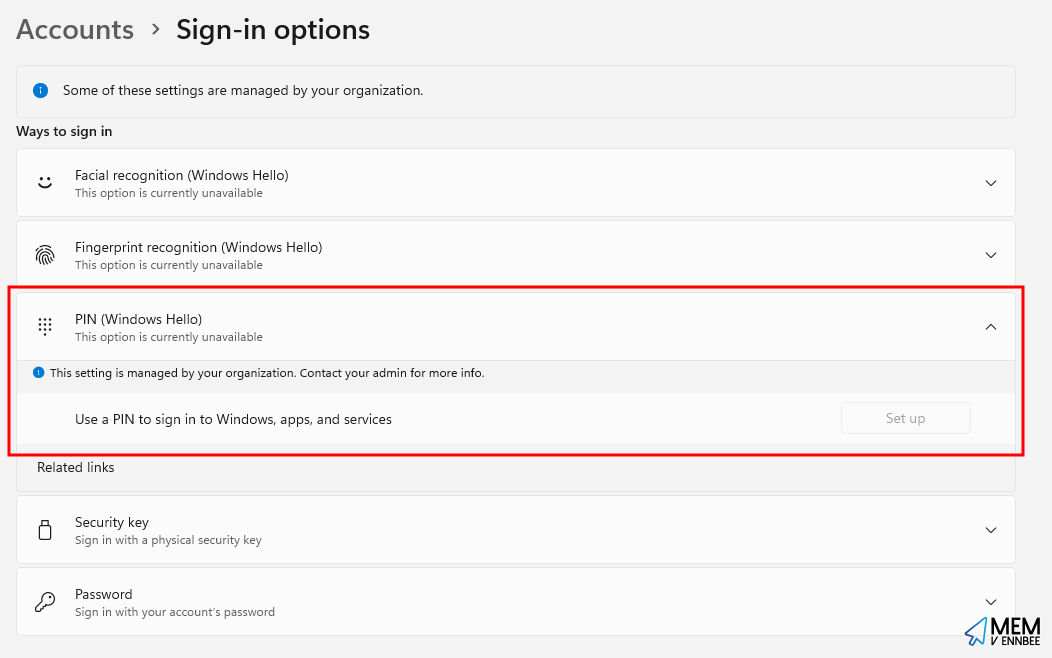 Accounts > Sign-in options
Some of these settings are managed by your organization.
Ways to sign in
Facial recognition (Windows Hello)
This option is currently unavailable
Fingerprint recognition (Windows Hello)
This option is currently unavailable
PIN (Windows Hello)
This option is currently unavailable
This setting is managed by your organization. Contact your admin for more info.
Use a PIN to sign in to Windows, apps, and services
Set up
Related links
Security key
Sign in with a physical security key
Password
Sign in with your account's password
MEM
V ENNBEE